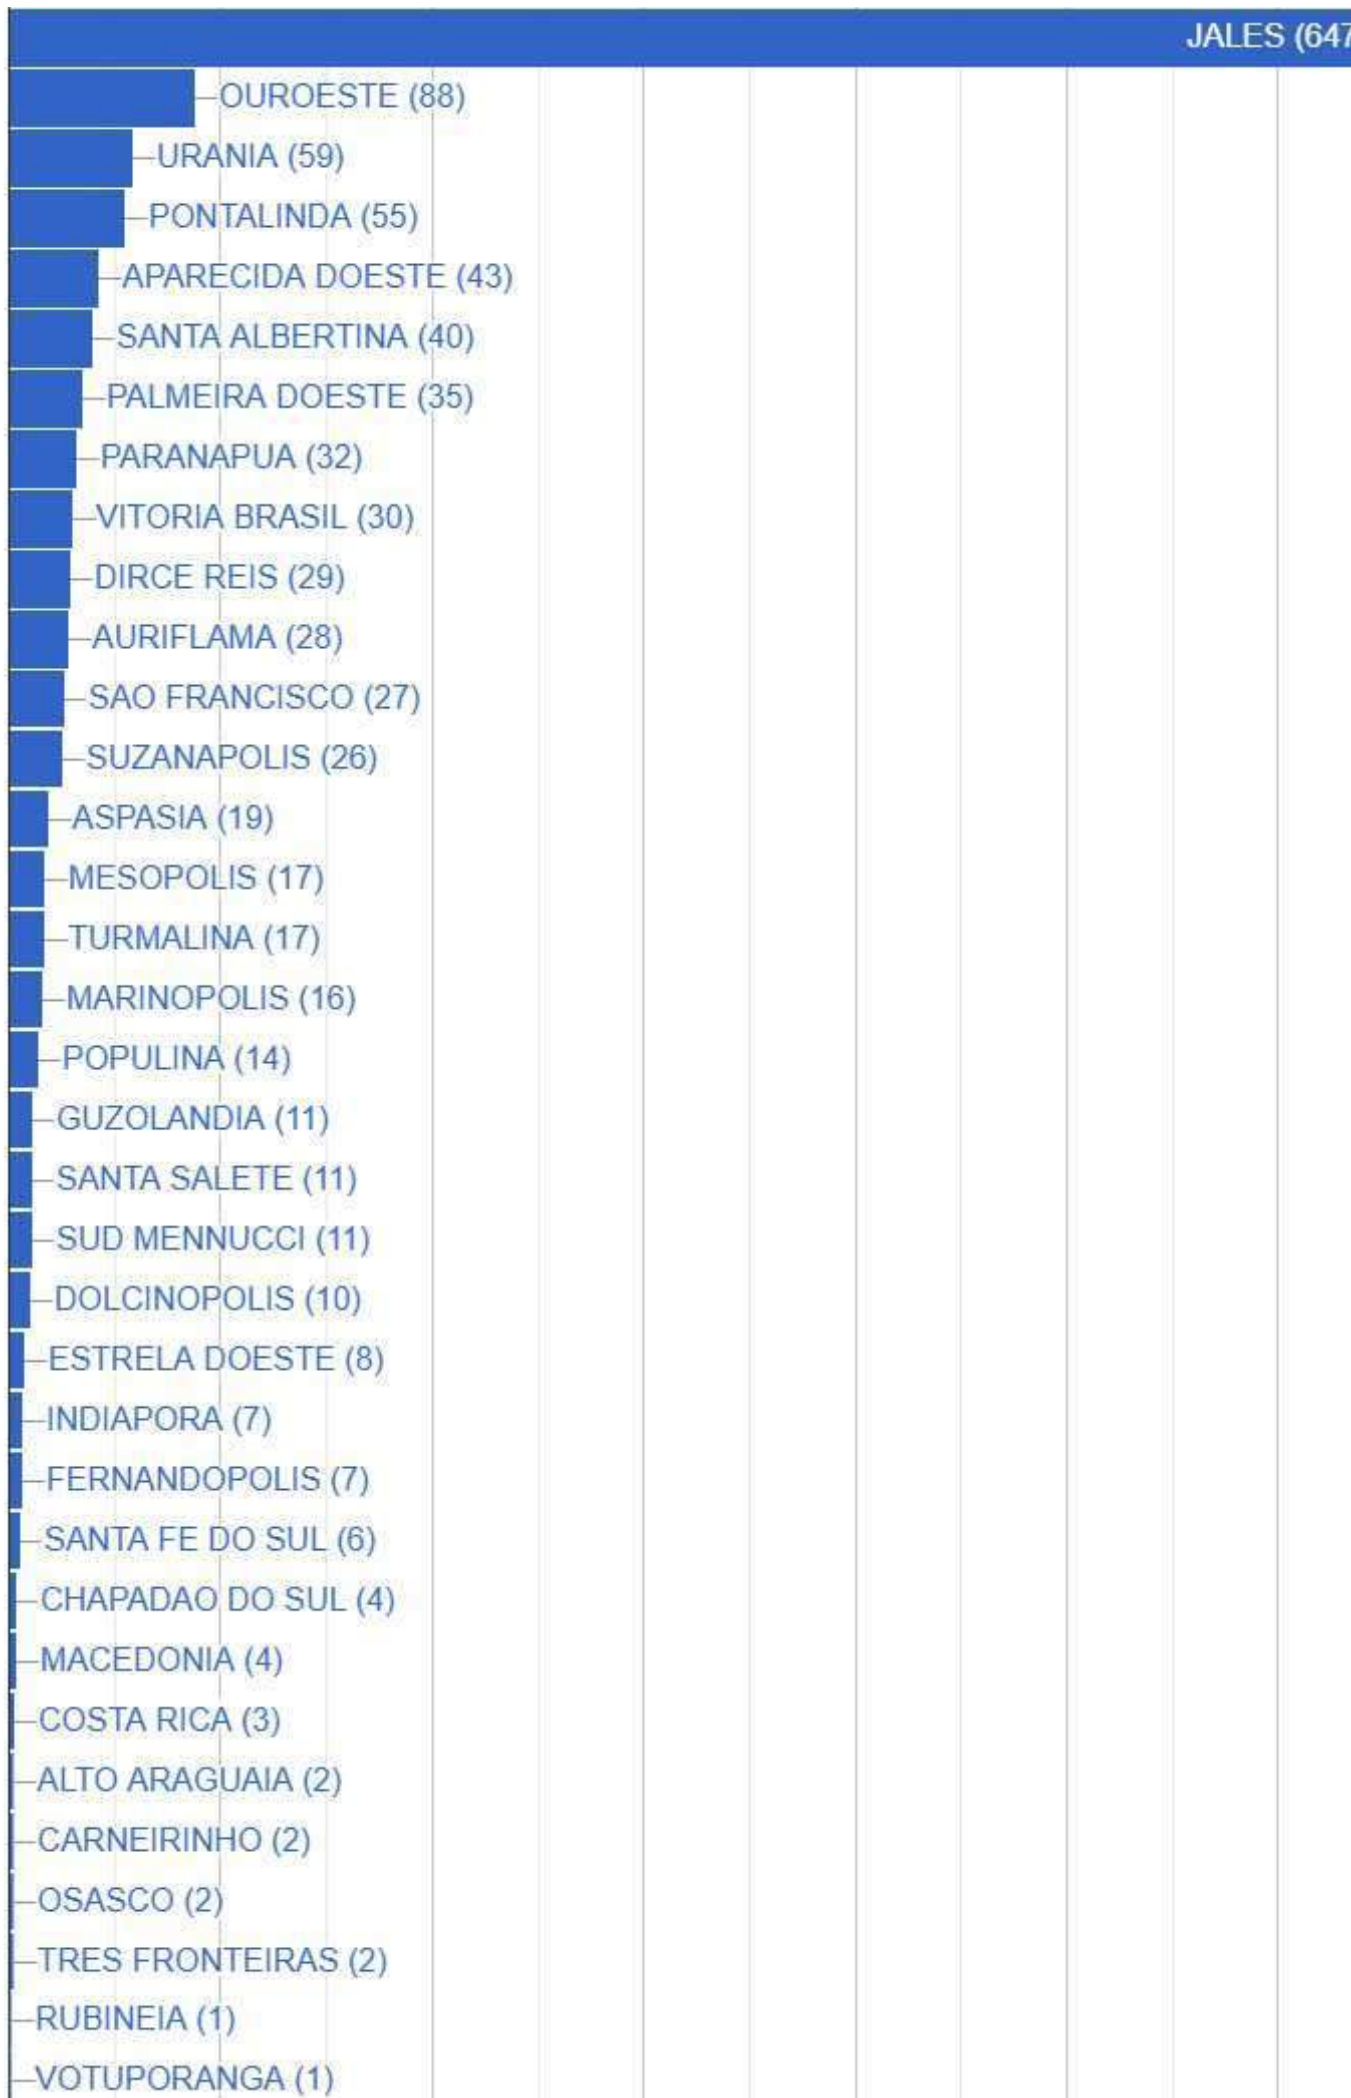 JALES (647
OUROESTE (88)
URANIA (59)
PONTALINDA (55)
APARECIDA DOESTE (43)
SANTA ALBERTINA (40)
PALMEIRA DOESTE (35)
PARANAPUA (32)
VITORIA BRASIL (30)
DIRCE REIS (29)
AURIFLAMA (28)
SAO FRANCISCO (27)
SUZANAPOLIS (26)
ASPASIA (19)
MESOPOLIS (17)
TURMALINA (17)
MARINOPOLIS (16)
POPULINA (14)
GUZOLANDIA (11)
SANTA SALETE (11)
SUD MENNUCCI (11)
DOLCINOPOLIS (10)
ESTRELA DOESTE (8)
INDIAPORA (7)
FERNANDOPOLIS (7)
SANTA FE DO SUL (6)
CHAPADAO DO SUL (4)
MACEDONIA (4)
COSTA RICA (3)
ALTO ARAGUAIA (2)
CARNEIRINHO (2)
OSASCO (2)
TRES FRONTEIRAS (2)
RUBINEIA (1)
VOTUPORANGA (1)